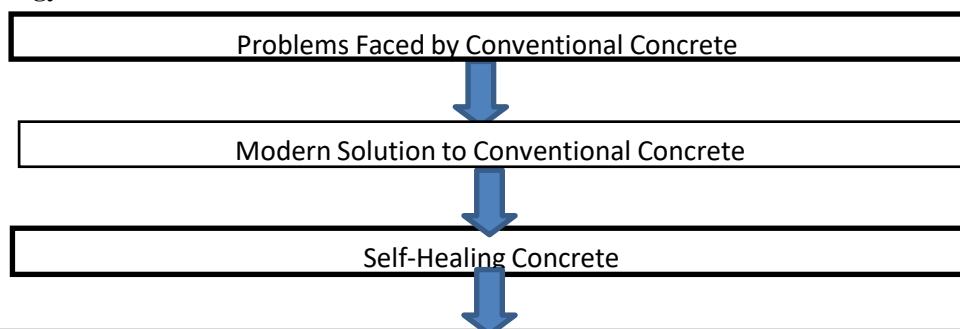 Problems Faced by Conventional Concrete
Modern Solution to Conventional Concrete
Self-Healing Concrete